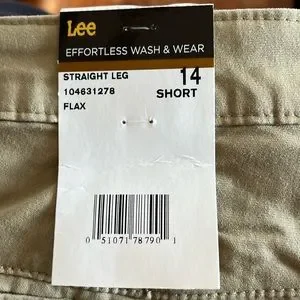 Lee
EFFORTLESS WASH & WEAR
STRAIGHT LEG 14
104631278 SHORT
FLAX
0 51071 78790 1